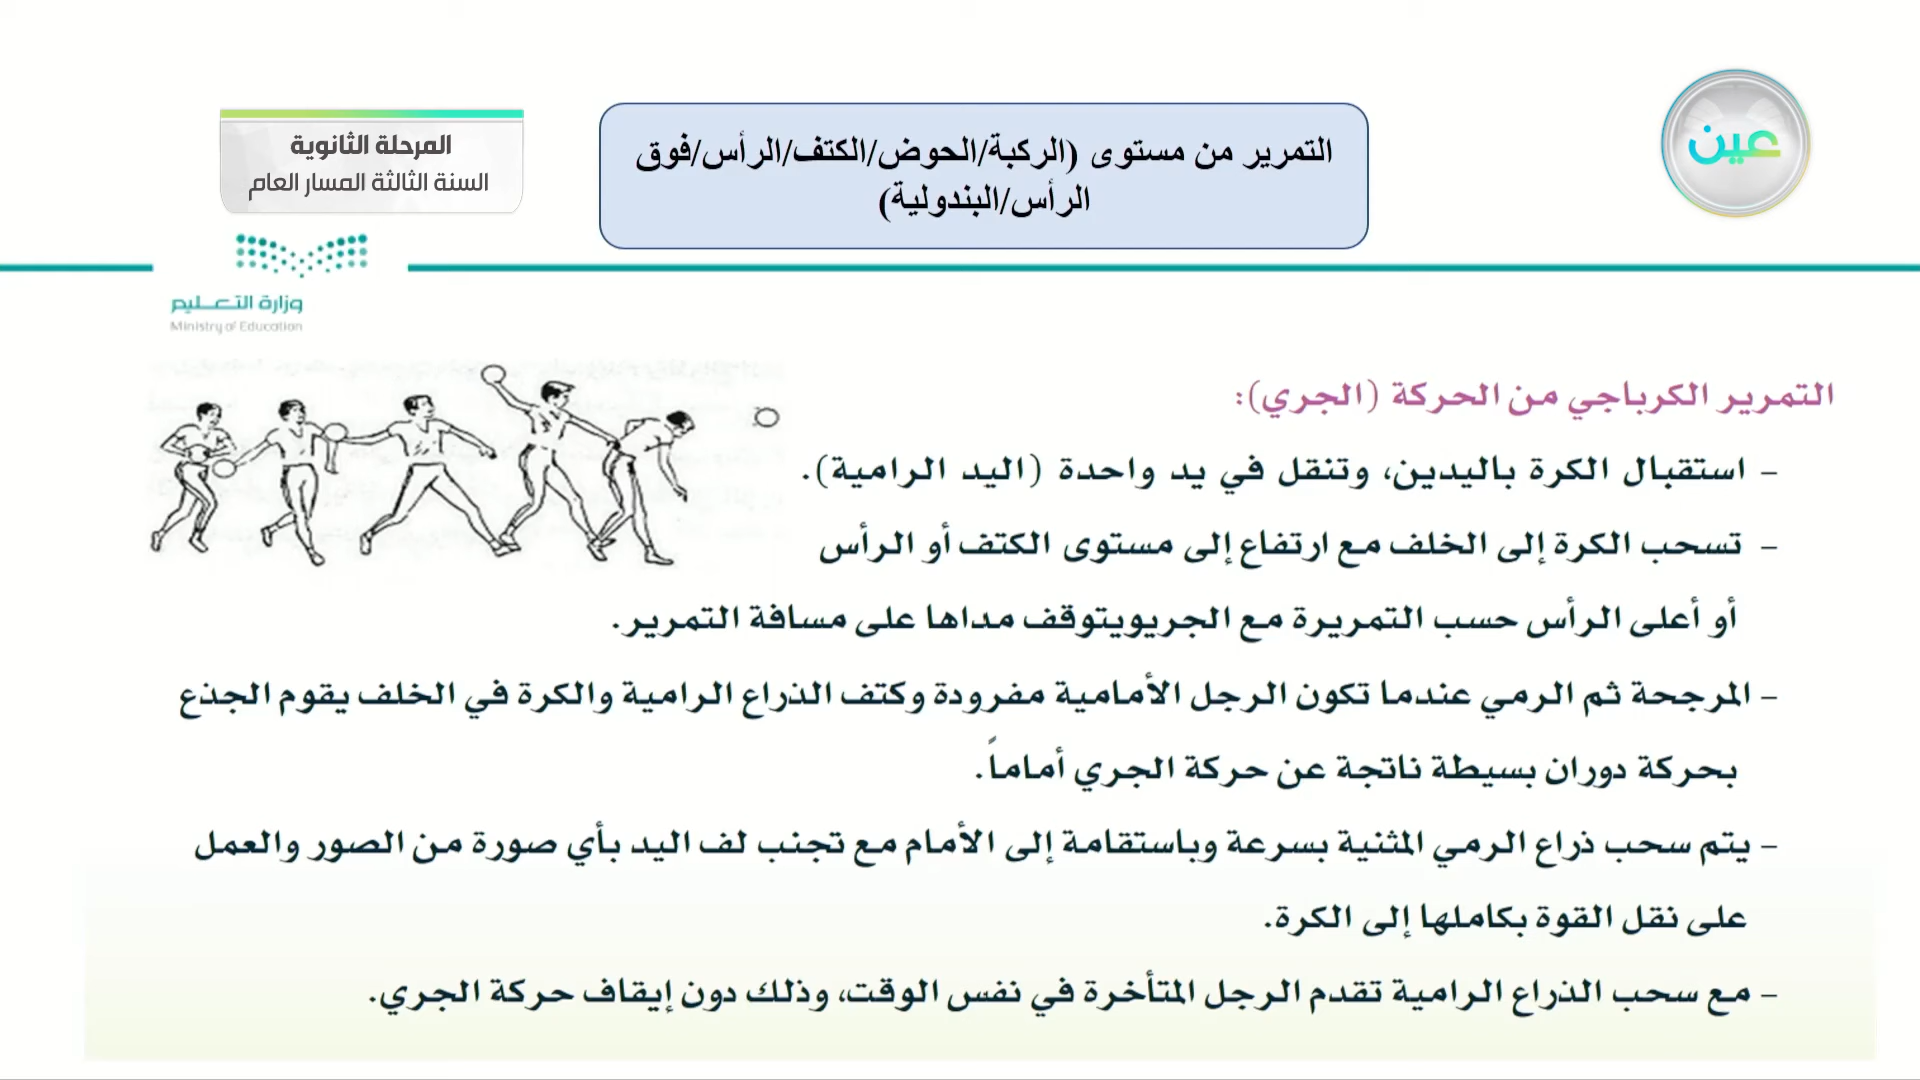 عين
التمرير من مستوى (الركبة/الحوض/الكتف/الرأس/فوق
الرأس/البندولية)
المرحلة الثانوية
السنة الثالثة المسار العام
وزارة التعـليم
Ministry of Education
التمرير الكرباجي من الحركة (الجري):
– استقبال الكرة باليدين، وتنقل في يد واحدة (اليد الرامية).
– تسحب الكرة إلى الخلف مع ارتفاع إلى مستوى الكتف أو الرأس
أو أعلى الرأس حسب التمريرة مع الجريويتوقف مداها على مسافة التمرير.
– المرجحة ثم الرمي عندما تكون الرجل الأمامية مفرودة وكتف الذراع الرامية والكرة في الخلف يقوم الجذع
بحركة دوران بسيطة ناتجة عن حركة الجري أماماً.
– يتم سحب ذراع الرمي المثنية بسرعة وباستقامة إلى الأمام مع تجنب لف اليد بأي صورة من الصور والعمل
على نقل القوة بكاملها إلى الكرة.
– مع سحب الذراع الرامية تقدم الرجل المتأخرة في نفس الوقت، وذلك دون إيقاف حركة الجري.